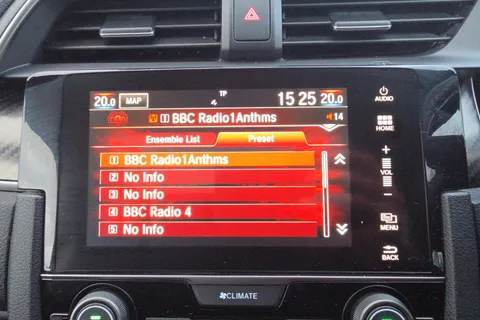 TP
20.0 MAP 15 25 20.0
1 BBC Radio1Anthms 14
Ensemble List Preset
1 BBC Radio1Anthms
2 No Info
3 No Info
4 BBC Radio 4
5 No Info
AUDIO
HOME
+
VOL
−
MENU
BACK
CLIMATE